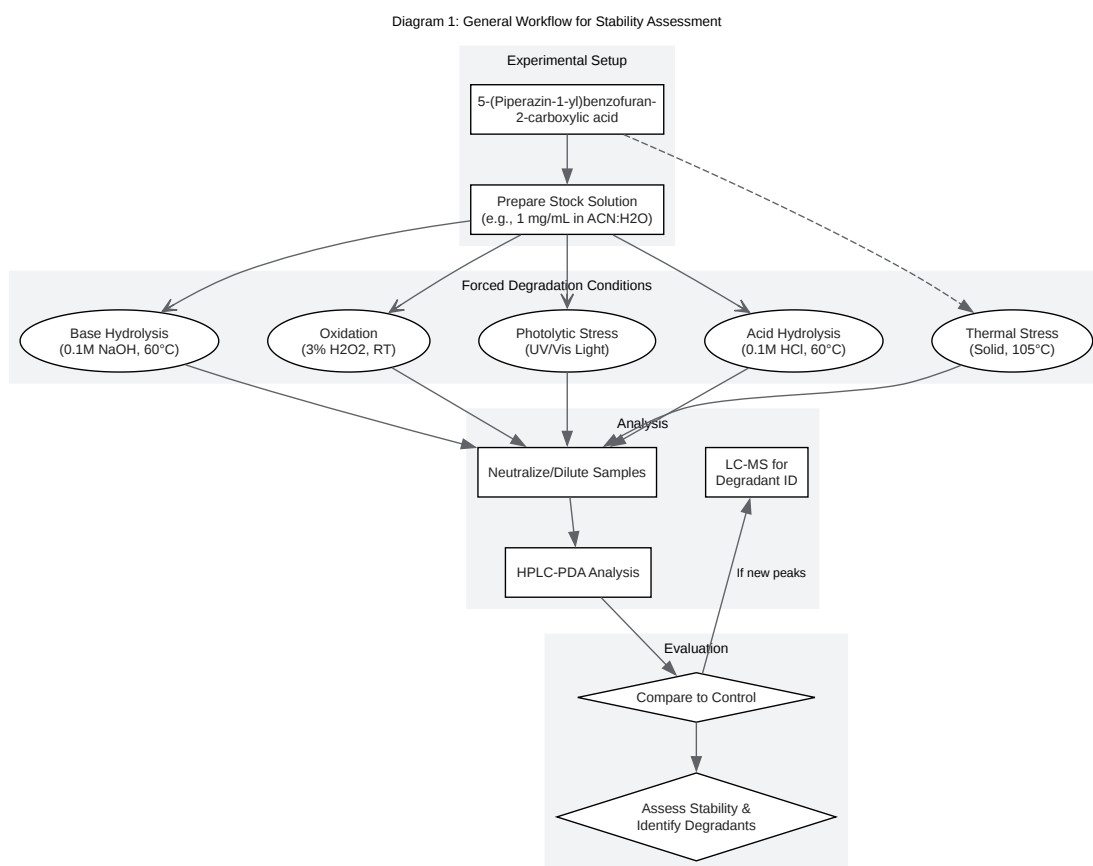 Diagram 1: General Workflow for Stability Assessment
Experimental Setup
5-(Piperazin-1-yl)benzofuran-
2-carboxylic acid
Prepare Stock Solution
(e.g., 1 mg/mL in ACN:H2O)
Forced Degradation Conditions
Base Hydrolysis
(0.1M NaOH, 60°C)
Oxidation
(3% H2O2, RT)
Photolytic Stress
(UV/Vis Light)
Acid Hydrolysis
(0.1M HCl, 60°C)
Thermal Stress
(Solid, 105°C)
Analysis
Neutralize/Dilute Samples
LC-MS for
Degradant ID
HPLC-PDA Analysis
If new peaks
Evaluation
Compare to Control
Assess Stability &
Identify Degradants